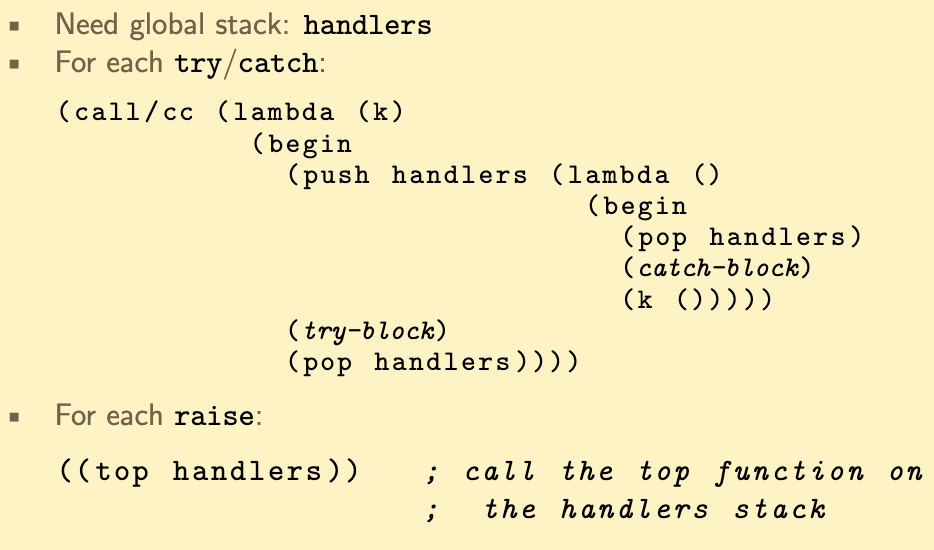 ▪ Need global stack: handlers
▪ For each try/catch:
(call/cc (lambda (k)
(begin
(push handlers (lambda ()
(begin
(pop handlers)
(catch-block)
(k ()))))
(try-block)
(pop handlers))))
▪ For each raise:
((top handlers)) ; call the top function on
; the handlers stack